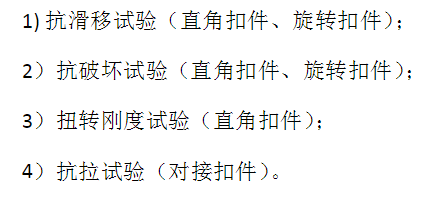 1) 抗滑移试验（直角扣件、旋转扣件）；
2）抗破坏试验（直角扣件、旋转扣件）；
3）扭转刚度试验（直角扣件）；
4）抗拉试验（对接扣件）。